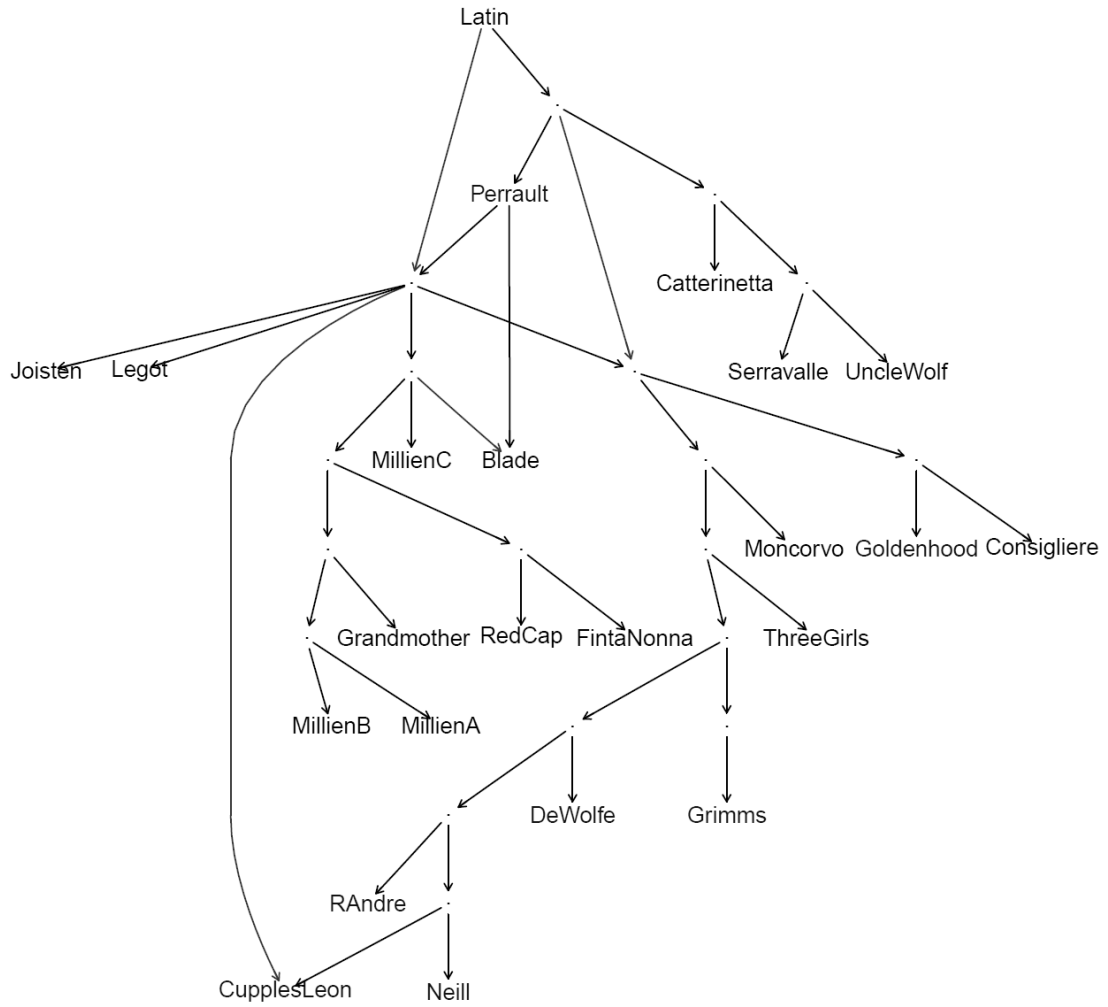 Latin
Perrault
Catterinetta
Joisten
Legot
Serravalle
UncleWolf
MillienC
Blade
Moncorvo
Goldenhood
Consigliere
Grandmother
RedCap
FintaNonna
ThreeGirls
MillienB
MillienA
DeWolfe
Grimms
RAndre
CupplesLeon
Neill